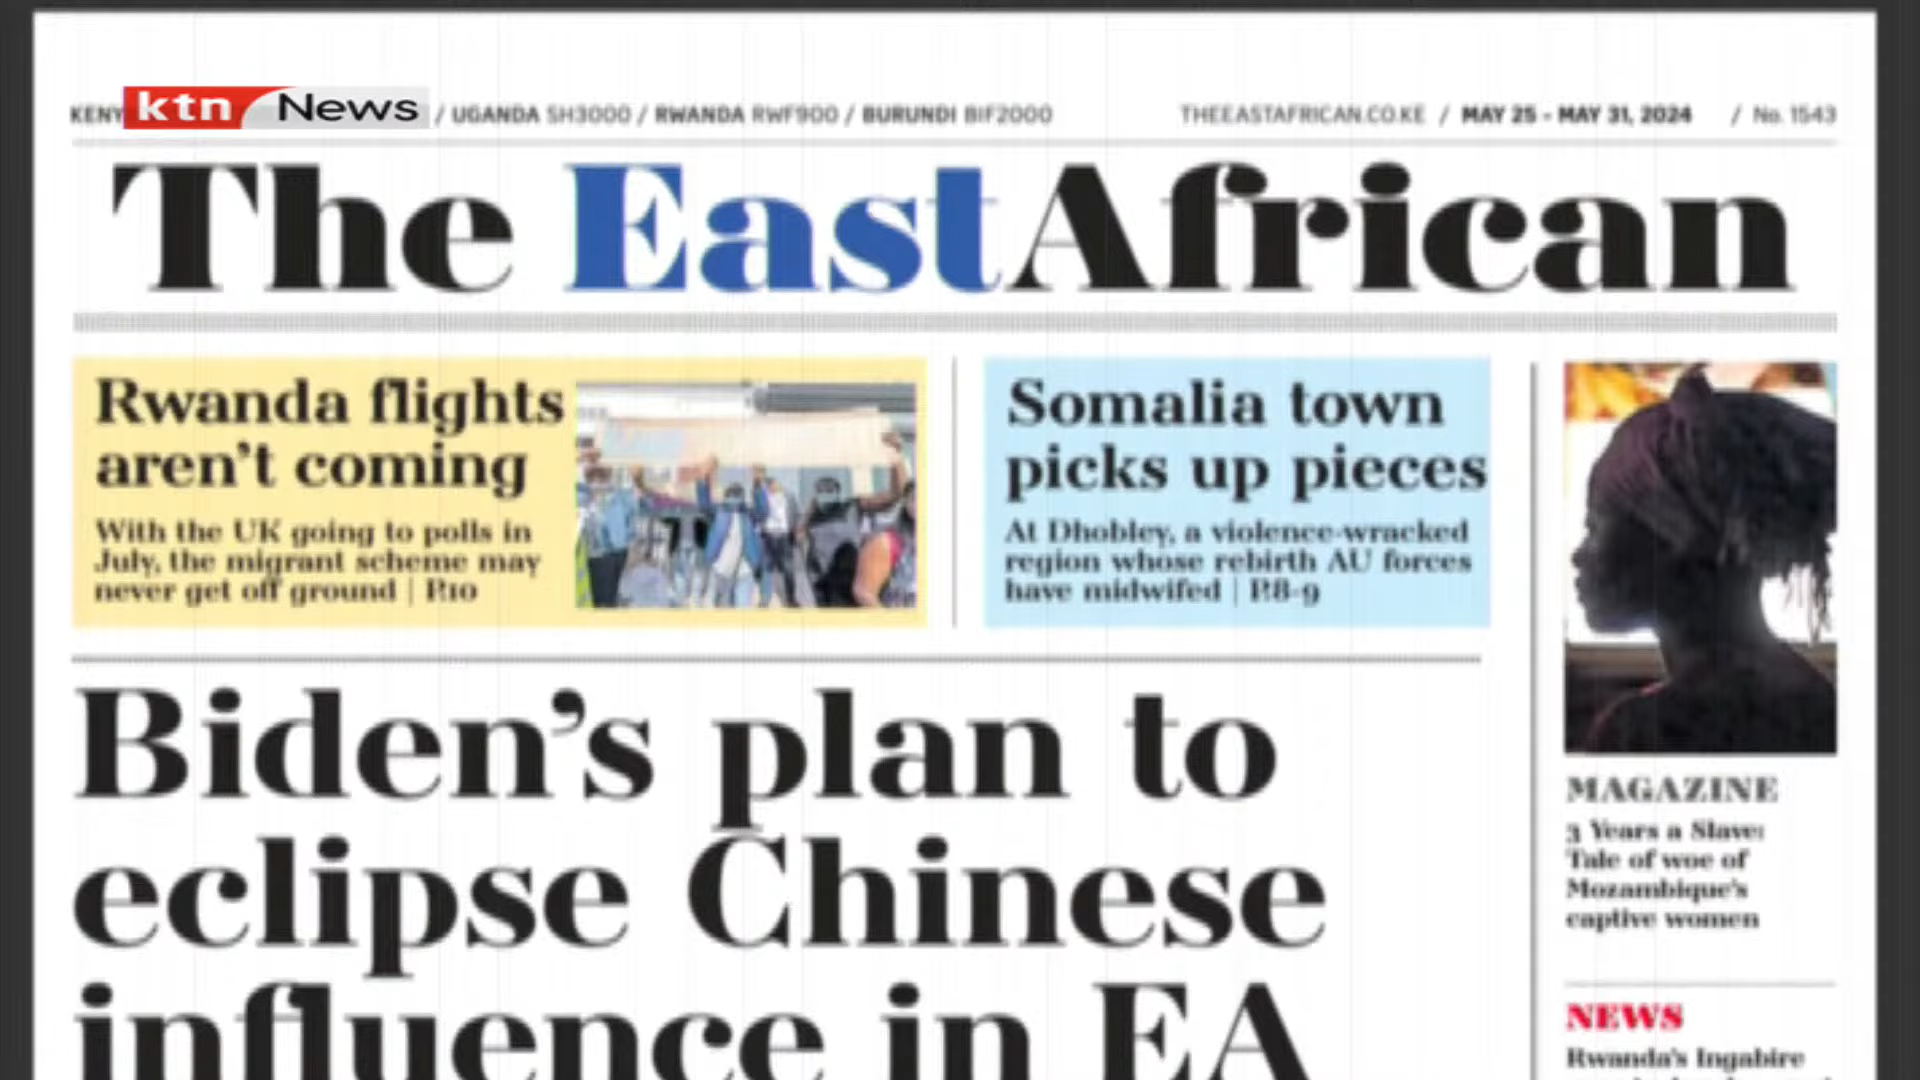 KENY
ktn News
/ UGANDA SH3000 / RWANDA RWF900 / BURUNDI BIF2000
THEEASTAFRICAN.CO.KE / MAY 25 - MAY 31, 2024 / No. 1543
The EastAfrican
Rwanda flights
aren't coming
With the UK going to polls in
July, the migrant scheme may
never get off ground | P.10
Somalia town
picks up pieces
At Dhobley, a violence-wracked
region whose rebirth AU forces
have midwifed | P.8-9
Biden's plan to
eclipse Chinese
influence in EA
MAGAZINE
3 Years a Slave:
Tale of woe of
Mozambique's
captive women
NEWS
Rwanda's Ingabire